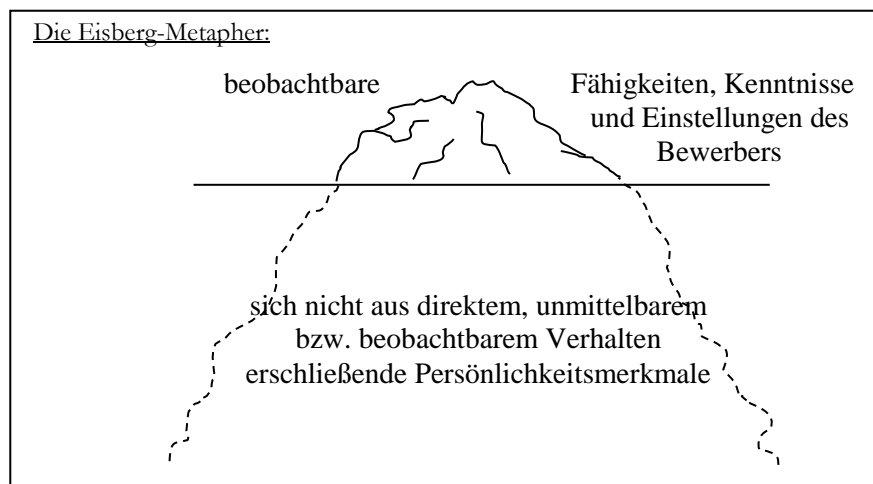 Die Eisberg-Metapher:
beobachtbare
Fähigkeiten, Kenntnisse
und Einstellungen des
Bewerbers
sich nicht aus direktem, unmittelbarem
bzw. beobachtbarem Verhalten
erschließende Persönlichkeitsmerkmale